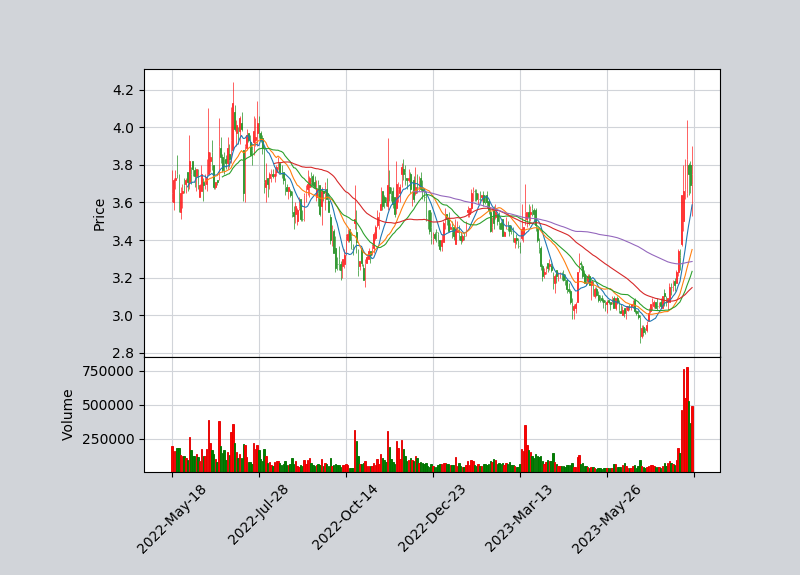 4.2
4.0
3.8
3.6
3.4
3.2
3.0
2.8
Price
750000
500000
250000
Volume
2022-May-18
2022-Jul-28
2022-Oct-14
2022-Dec-23
2023-Mar-13
2023-May-26